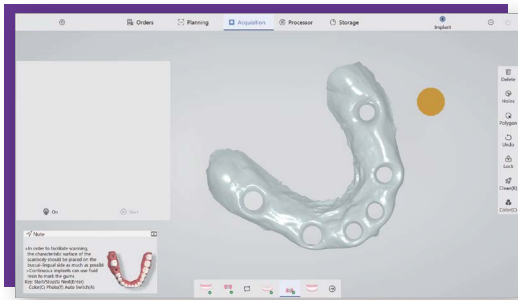 Orders
Planning
Acquisition
Processor
Storage
Implant
Delete
Holes
Polygon
Undo
Lock
Clean(X)
Color(C)
On
Start
Note
•In order to facilitate scanning,
the characteristic surface of the
scanbody should be placed on the
buccal-lingual side as much as possible
•Continuous implants can use fluid
resin to mark the gums
Key: Start/Stop(S) Next(Enter)
Color(C) Photo(T) Auto Switch(A)